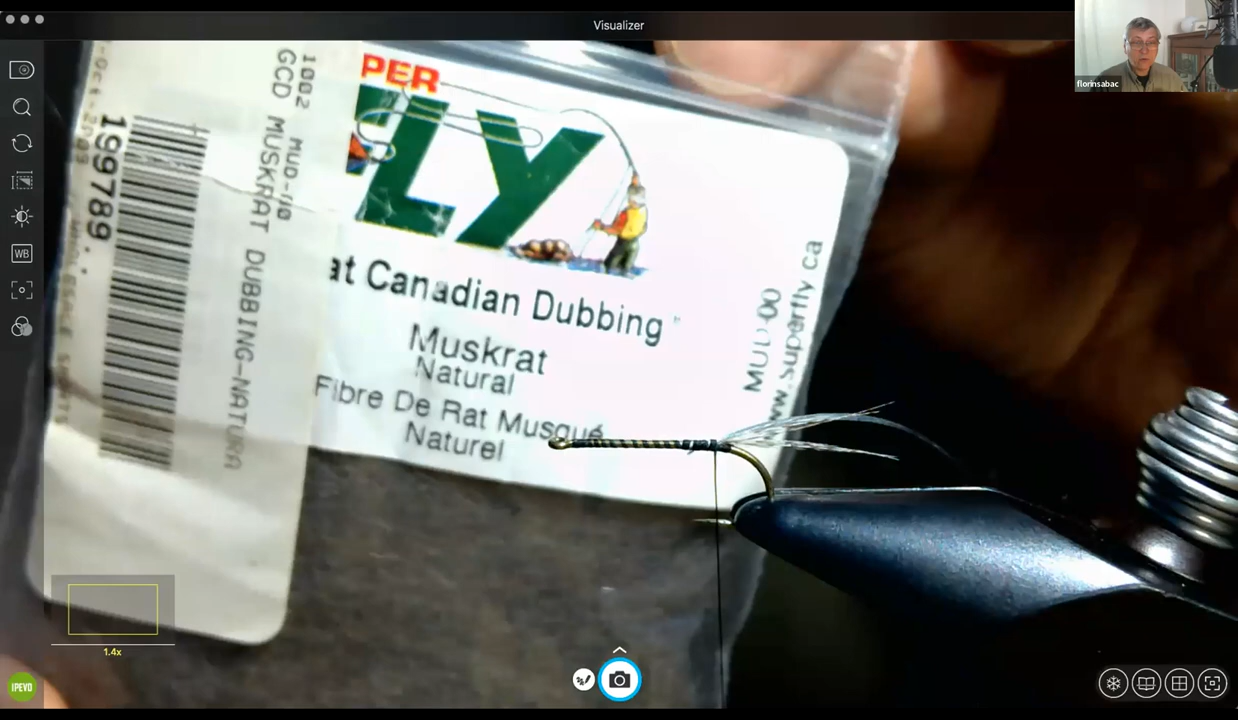 Visualizer
florinsabac
PER
LY
at Canadian Dubbing
Muskrat
Natural
Fibre De Rat Musqué
Naturel
www.Superfly ca
199789
GCD MUSKRAT DUBBING-NATURA
WB
1.4x
IPEVO